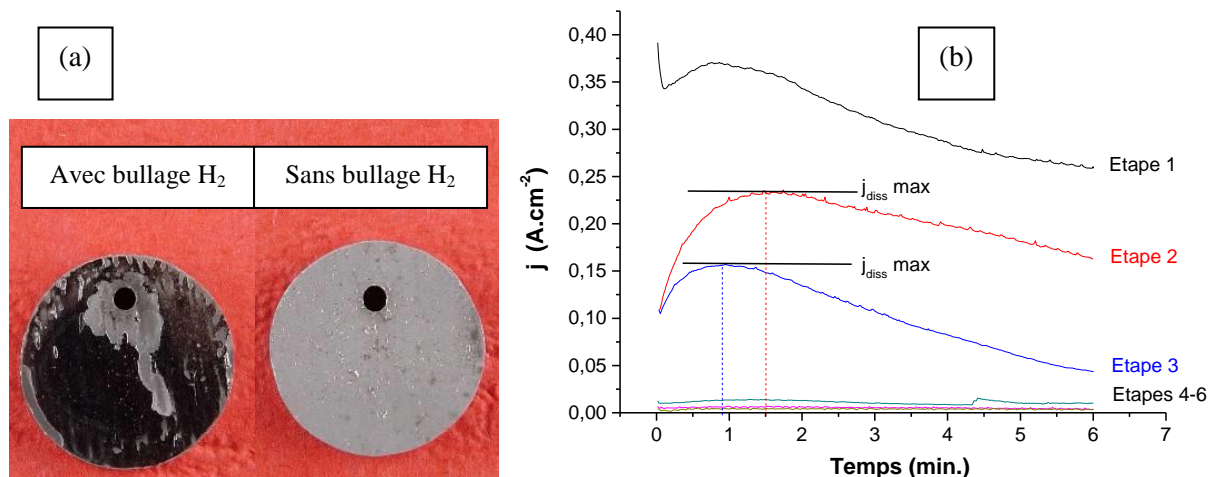 (a)
Avec bullage H₂
Sans bullage H₂
(b)
j (A.cm⁻²)
0,40
0,35
0,30
0,25
0,20
0,15
0,10
0,05
0,00
Etape 1
j_diss max
Etape 2
j_diss max
Etape 3
Etapes 4-6
0 1 2 3 4 5 6 7
Temps (min.)